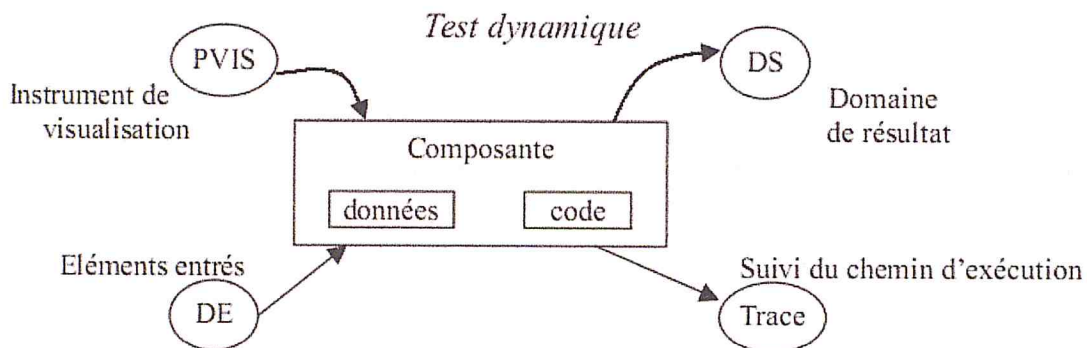 Test dynamique
PVIS
DS
Instrument de
visualisation
Domaine
de résultat
Composante
données
code
Eléments entrés
Suivi du chemin d'exécution
DE
Trace